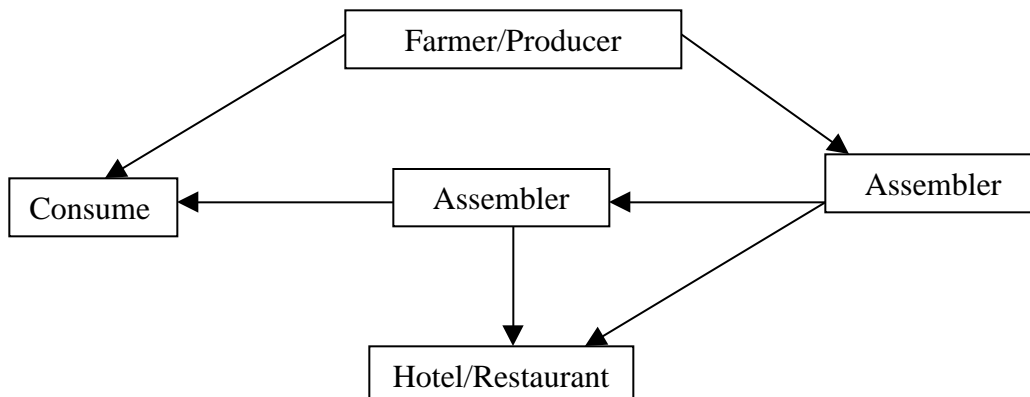 Farmer/Producer
Assembler
Assembler
Consume
Hotel/Restaurant